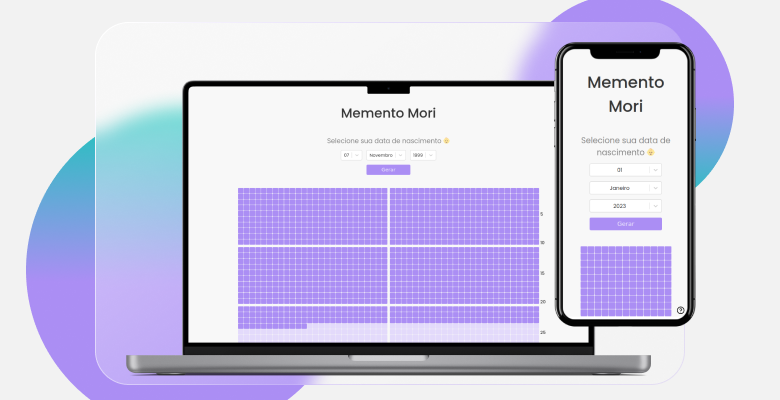 Memento Mori
Selecione sua data de nascimento
07 Novembro 1999
Gerar
5
10
15
20
25
Memento
Mori
Selecione sua data de
nascimento
01
Janeiro
2023
Gerar
?